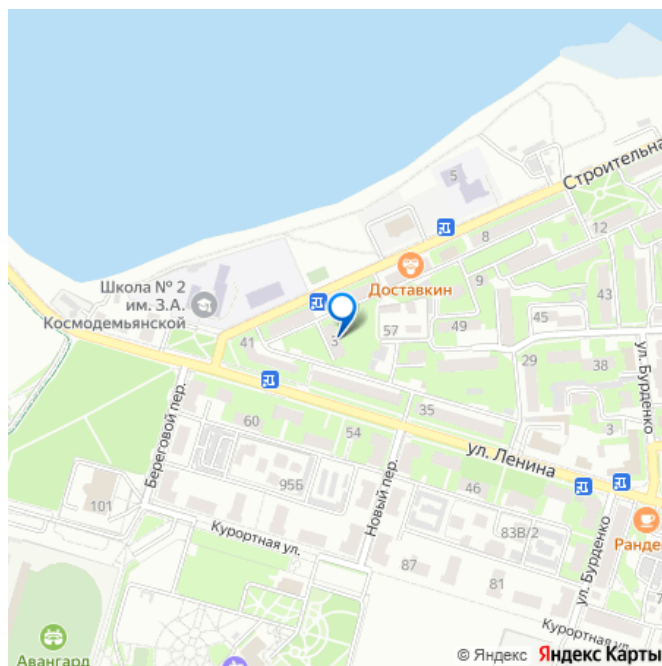 Строительна
5
8
12
Доставкин
9
43
Школа № 2
им. З.А.
Космодемьянской
57
49
45
3
41
29
38
ул. Бурденко
Береговой пер.
60
54
35
3
ул. Ленина
95Б
Новый пер.
46
101
83В/2
Ранде
Курортная ул.
87
81
ул. Бурденко
7
Курортная ул.
Авангард
© Яндекс Яндекс Карты